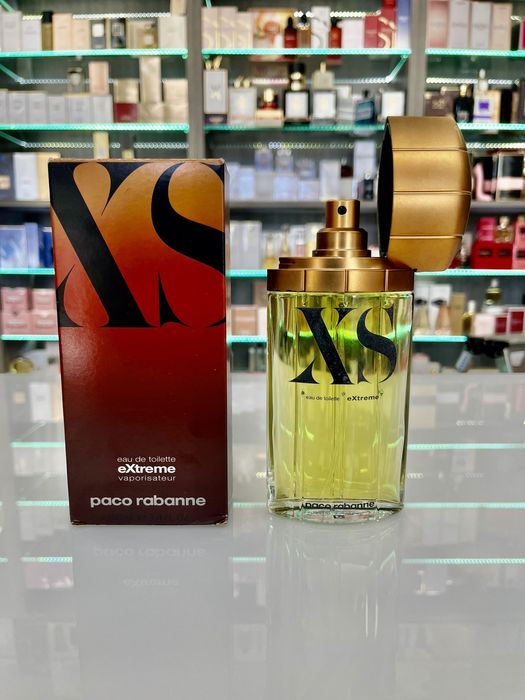 XS
eau de toilette
eXtreme
vaporisateur
paco rabanne
XS
eau de toilette eXtreme
paco rabanne